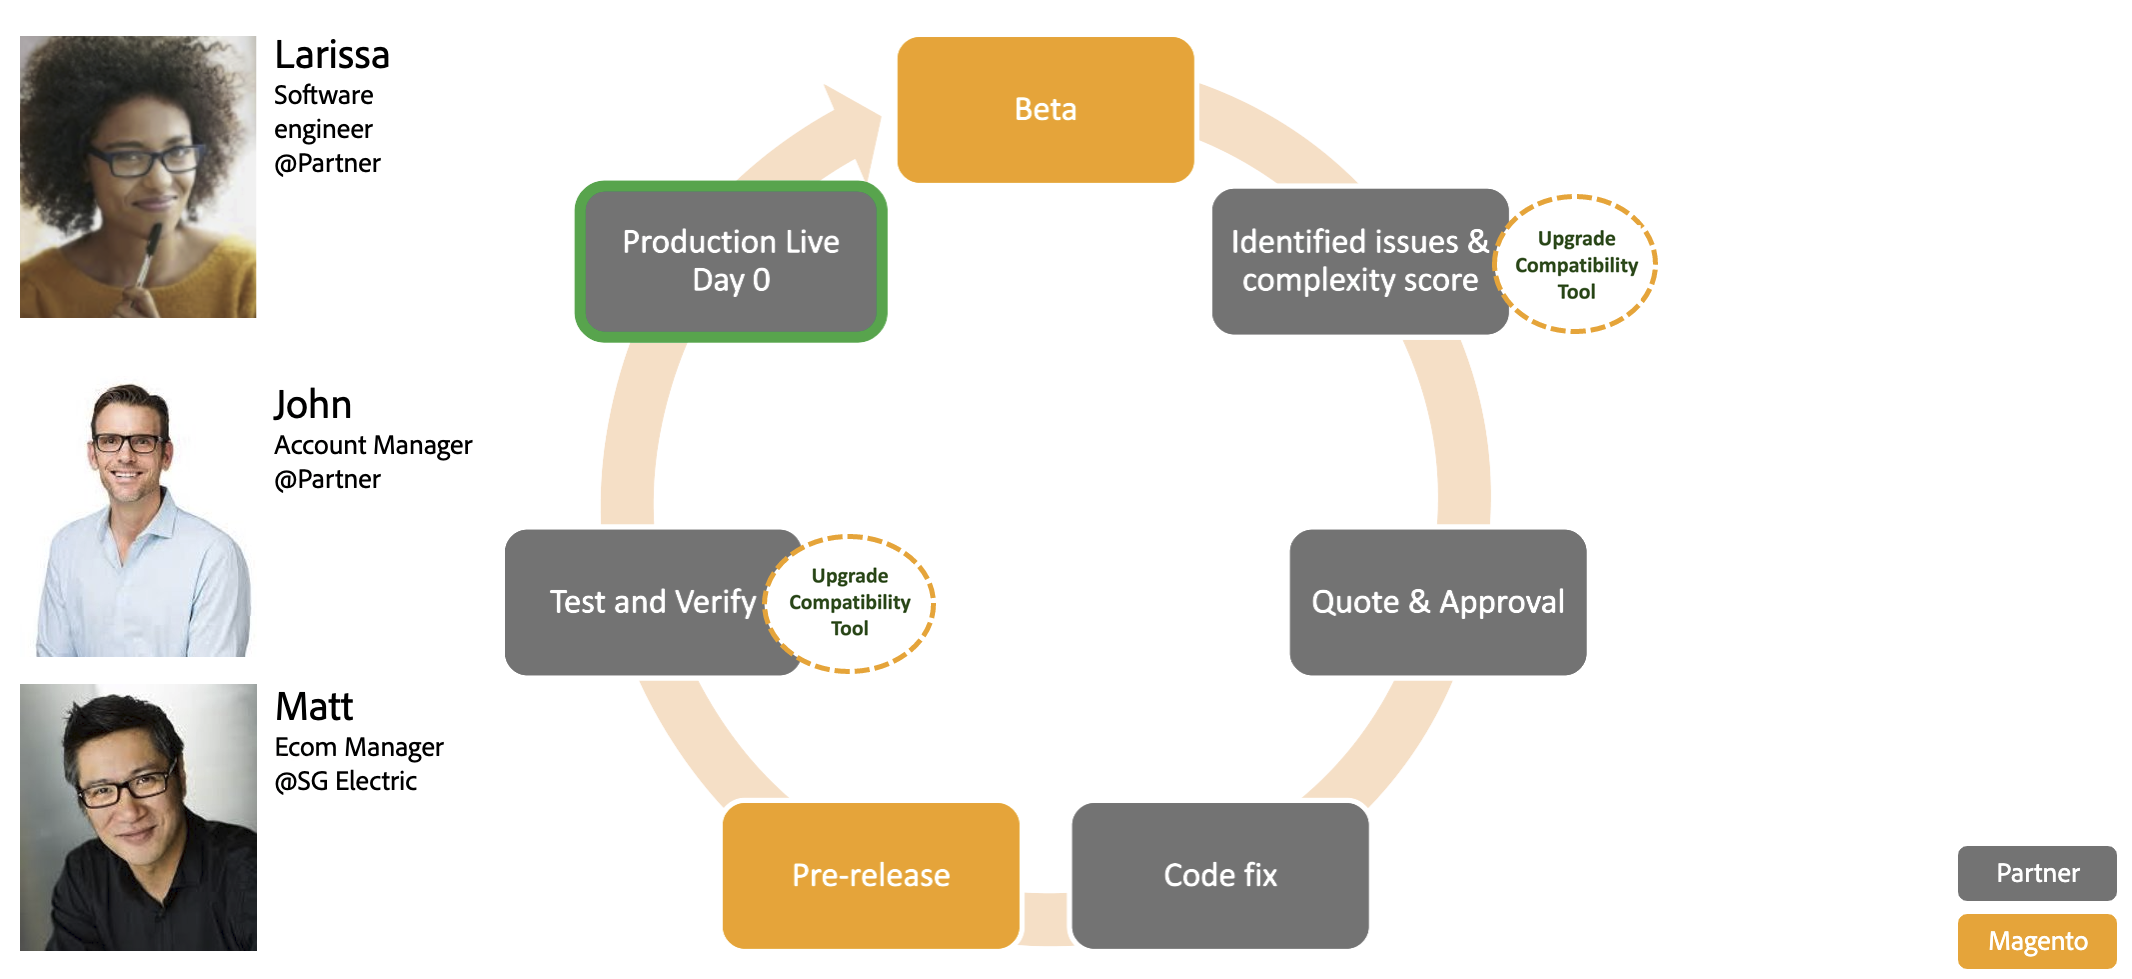 Larissa
Software
engineer
@Partner
John
Account Manager
@Partner
Matt
Ecom Manager
@SG Electric
Beta
Identified issues &
complexity score
Upgrade
Compatibility
Tool
Quote & Approval
Code fix
Pre-release
Test and Verify
Upgrade
Compatibility
Tool
Production Live
Day 0
Partner
Magento